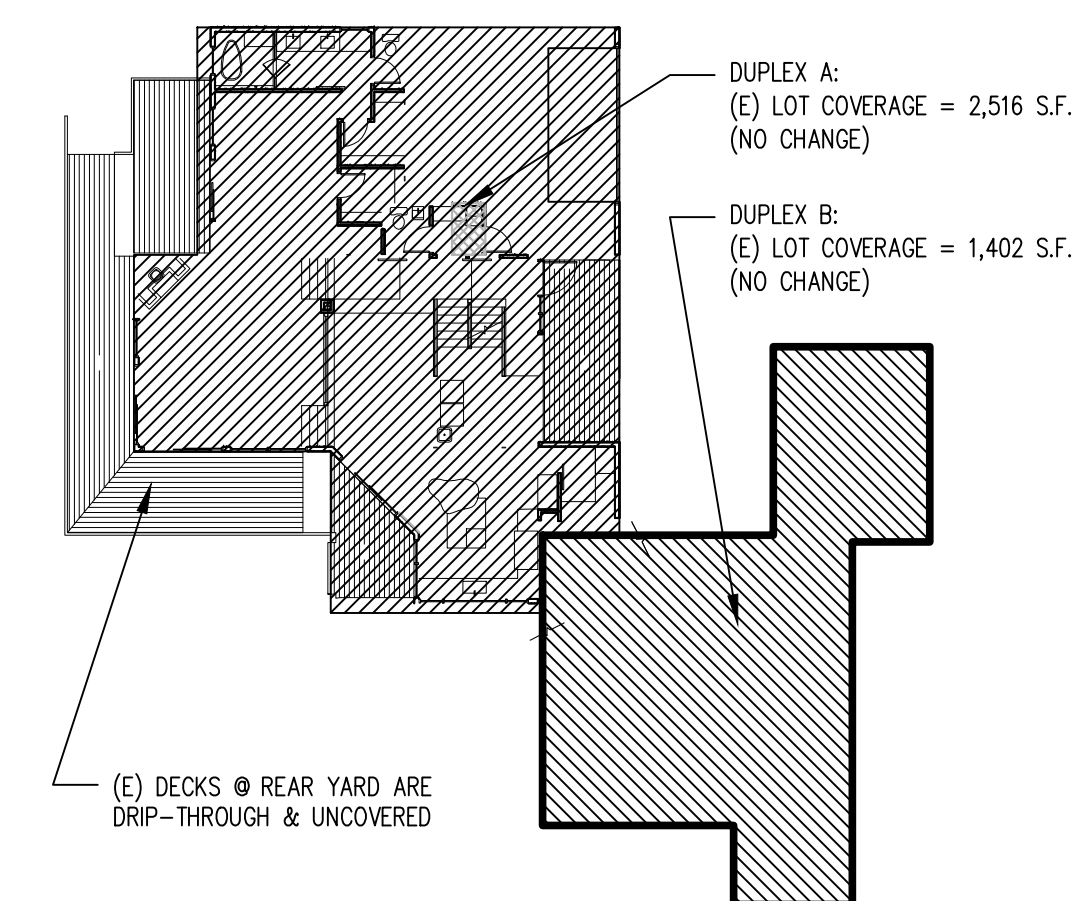 DUPLEX A:
(E) LOT COVERAGE = 2,516 S.F.
(NO CHANGE)
DUPLEX B:
(E) LOT COVERAGE = 1,402 S.F.
(NO CHANGE)
(E) DECKS @ REAR YARD ARE
DRIP-THROUGH & UNCOVERED